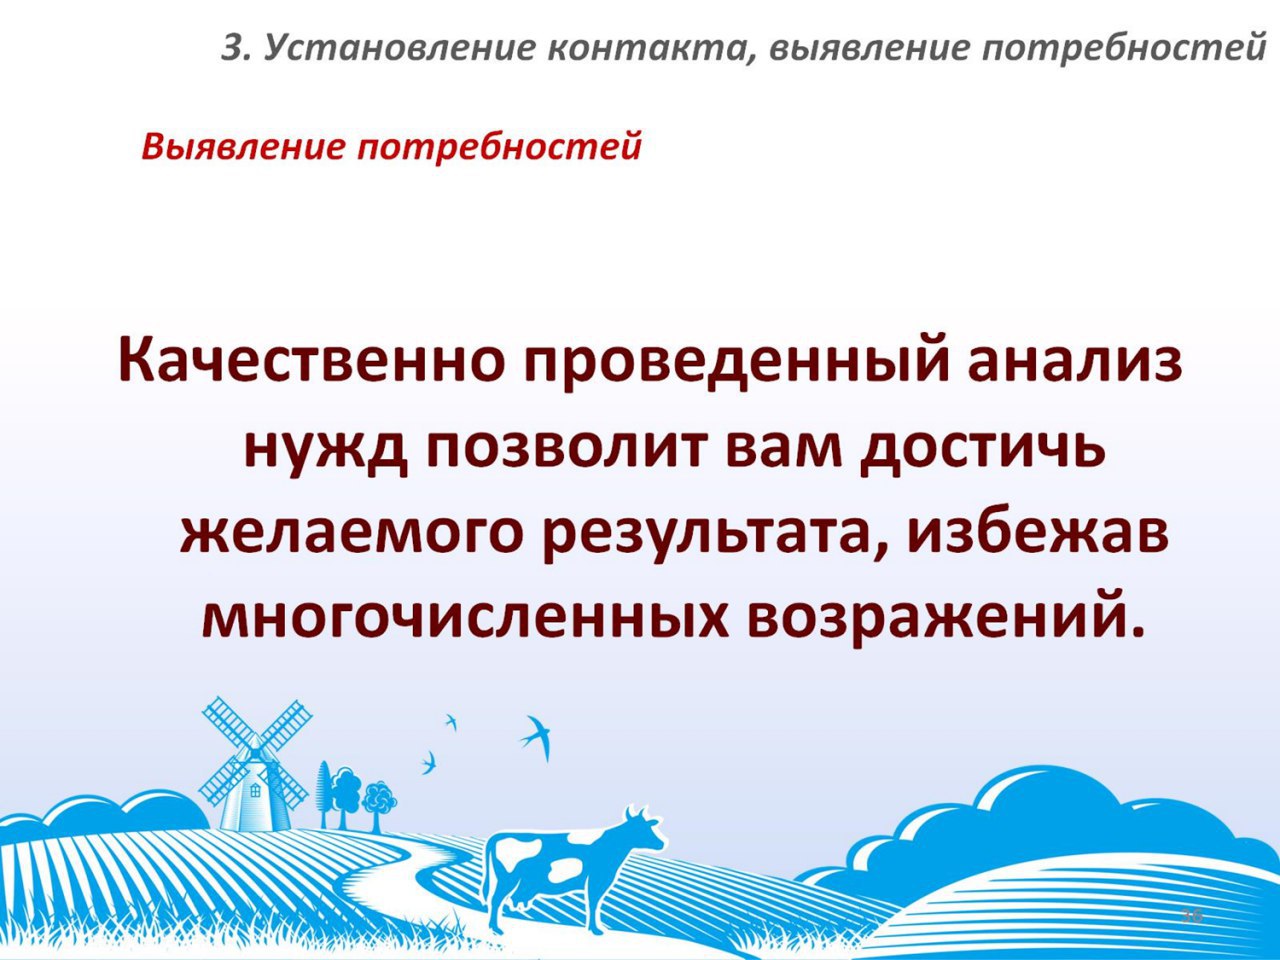 3. Установление контакта, выявление потребностей
Выявление потребностей
Качественно проведенный анализ
нужд позволит вам достичь
желаемого результата, избежав
многочисленных возражений.
36